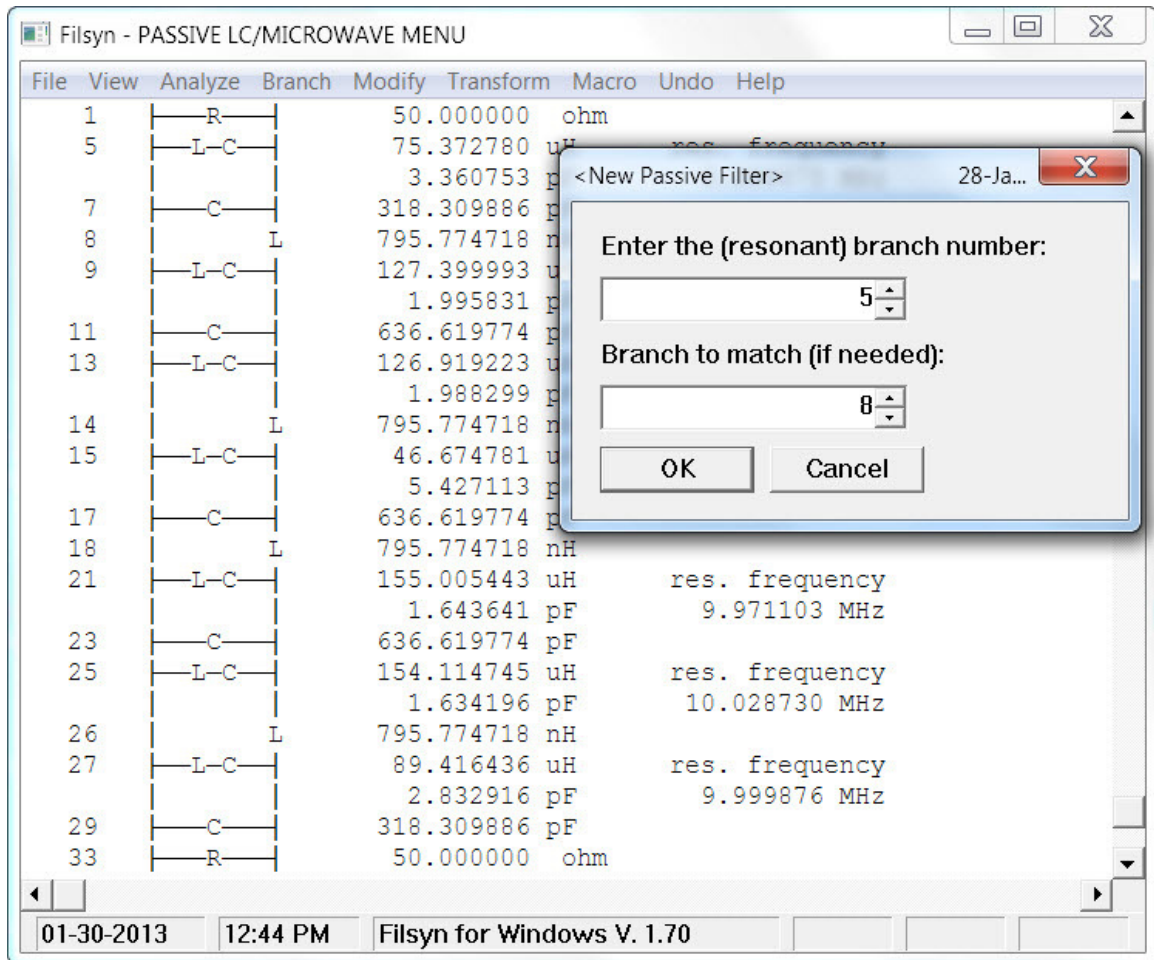 Filsyn - PASSIVE LC/MICROWAVE MENU
File View Analyze Branch Modify Transform Macro Undo Help
1 R 50.000000 ohm
5 L-C 75.372780 uH res. frequency
3.360753 p
7 C 318.309886 p
8 L 795.774718 n
9 L-C 127.399993 u
1.995831 p
11 C 636.619774 p
13 L-C 126.919223 u
1.988299 p
14 L 795.774718 n
15 L-C 46.674781 u
5.427113 p
17 C 636.619774 p
18 L 795.774718 nH
21 L-C 155.005443 uH res. frequency
1.643641 pF 9.971103 MHz
23 C 636.619774 pF
25 L-C 154.114745 uH res. frequency
1.634196 pF 10.028730 MHz
26 L 795.774718 nH
27 L-C 89.416436 uH res. frequency
2.832916 pF 9.999876 MHz
29 C 318.309886 pF
33 R 50.000000 ohm
<New Passive Filter> 28-Ja...
Enter the (resonant) branch number:
5
Branch to match (if needed):
8
OK Cancel
01-30-2013 12:44 PM Filsyn for Windows V. 1.70